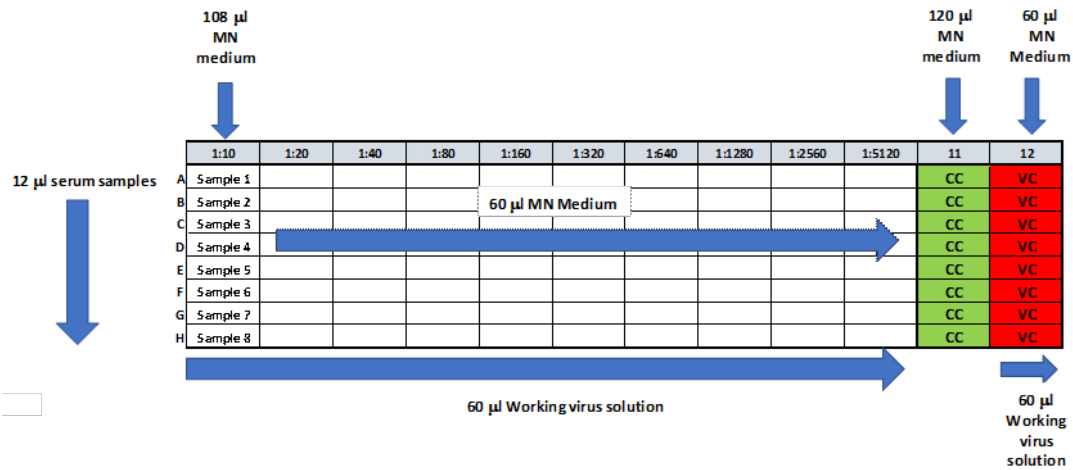 108 µl
MN
medium
120 µl
MN
medium
60 µl
MN
Medium
1:10 1:20 1:40 1:80 1:160 1:320 1:640 1:1280 1:2560 1:5120 11 12
12 µl serum samples
A Sample 1 CC VC
B Sample 2 CC VC
60 µl MN Medium
C Sample 3 CC VC
D Sample 4 CC VC
E Sample 5 CC VC
F Sample 6 CC VC
G Sample 7 CC VC
H Sample 8 CC VC
60 µl Working virus solution
60 µl
Working
virus
solution